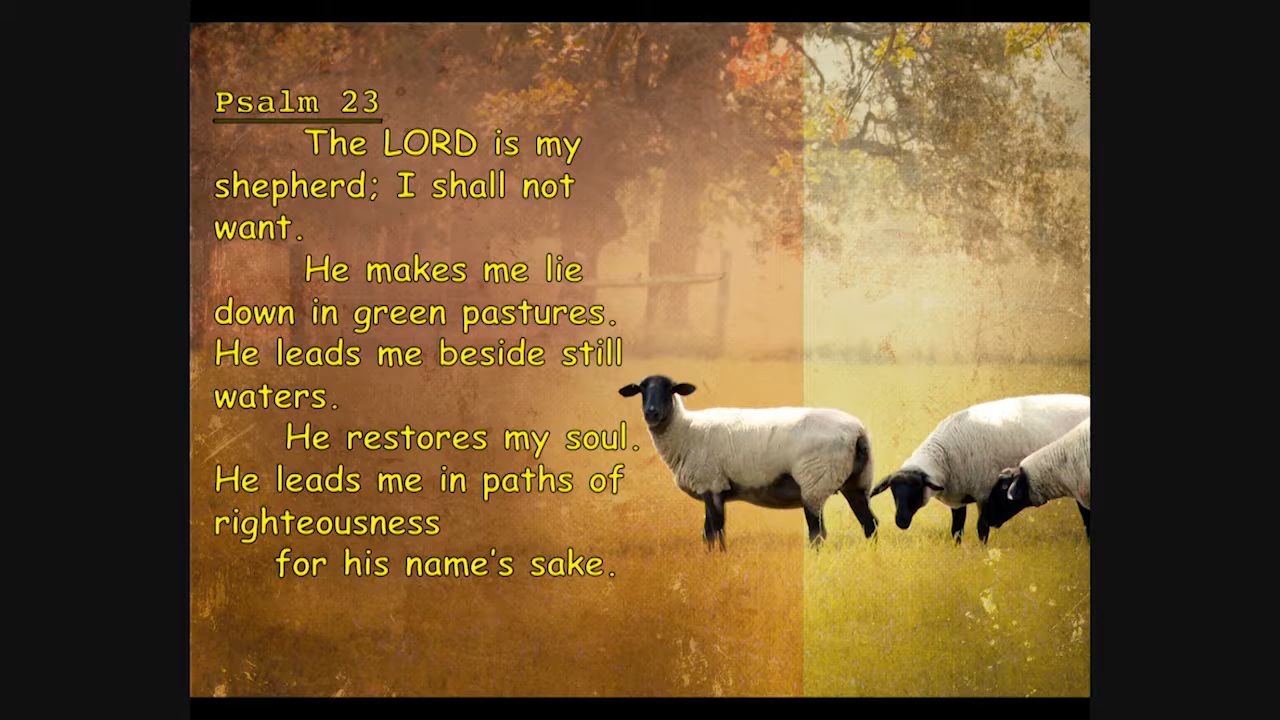 Psalm 23
The LORD is my
shepherd; I shall not
want.
He makes me lie
down in green pastures.
He leads me beside still
waters.
He restores my soul.
He leads me in paths of
righteousness
for his name's sake.